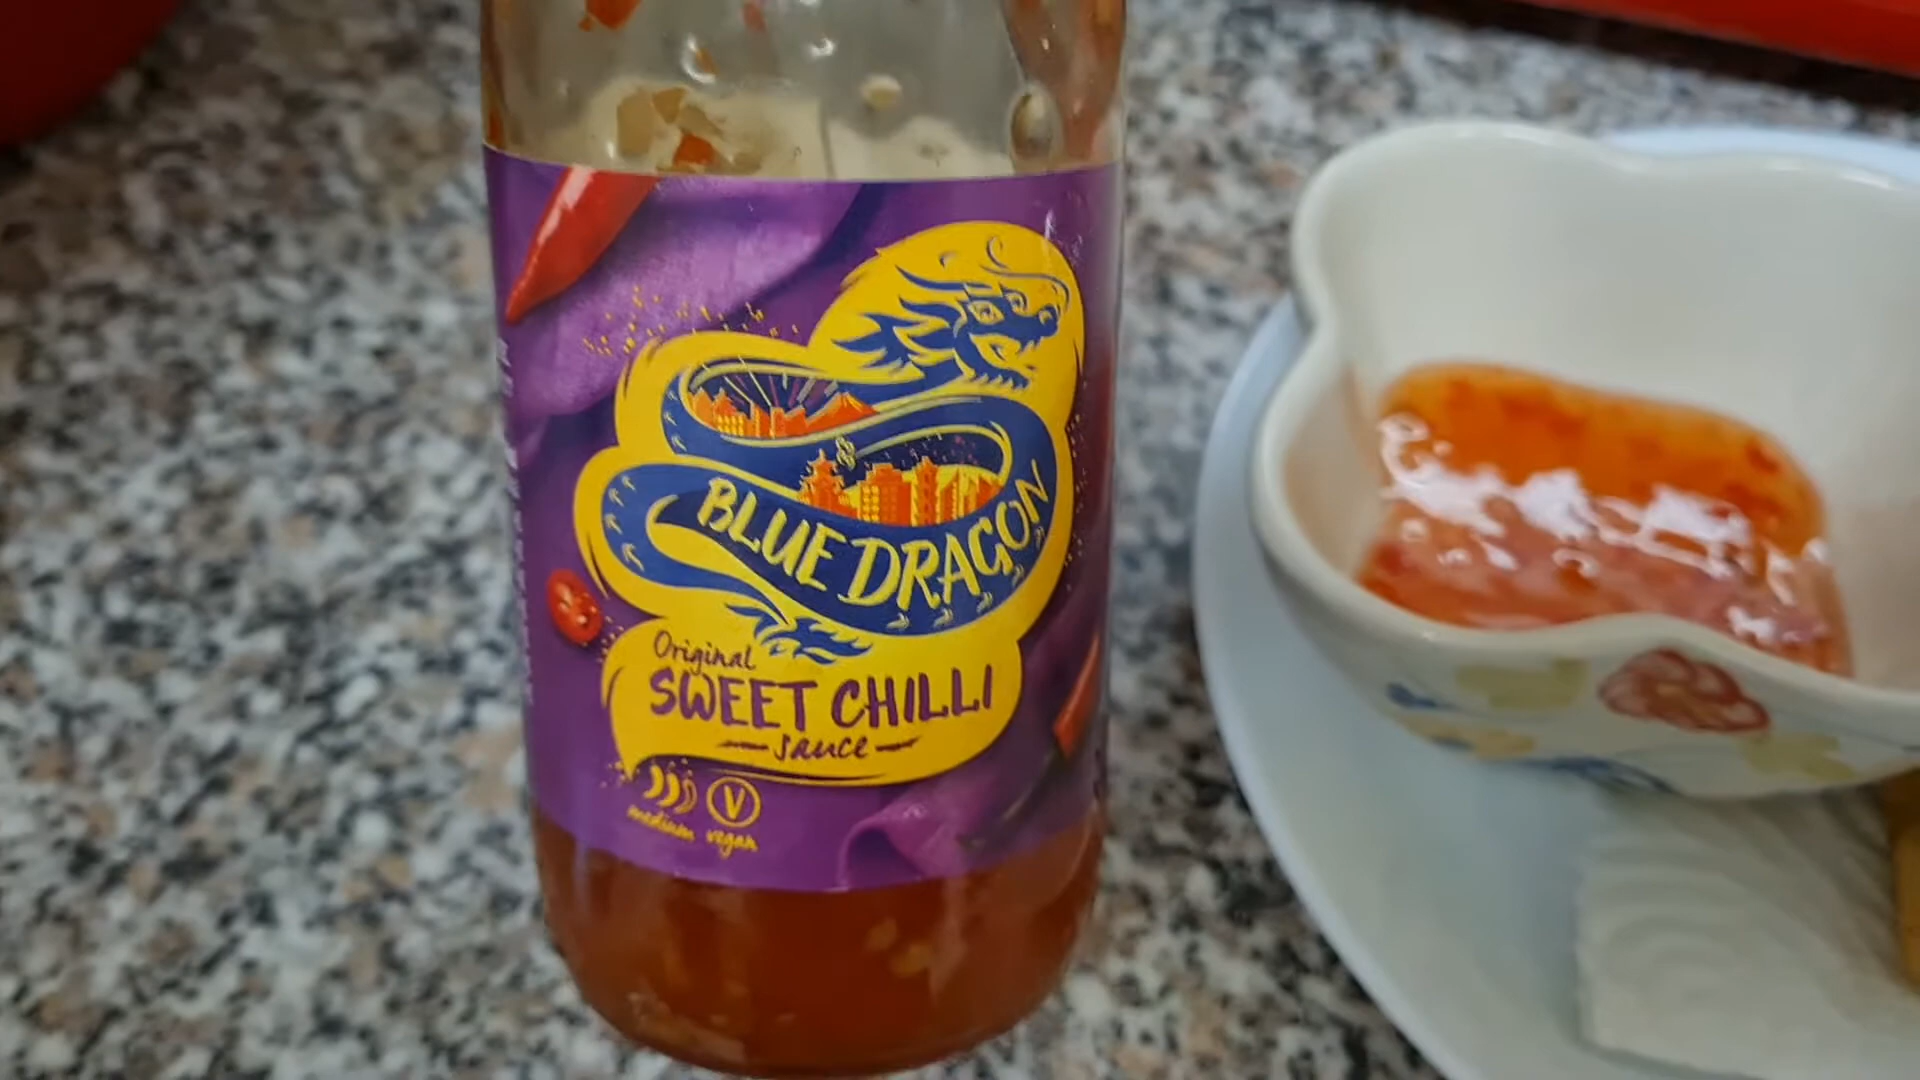 BLUE DRAGON
Original
SWEET CHILLI
sauce
V
medium vegan